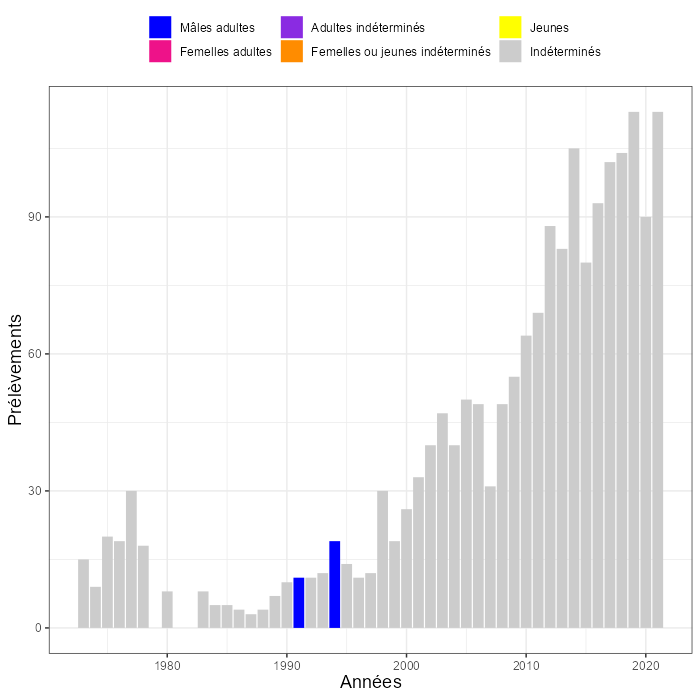 Mâles adultes Adultes indéterminés Jeunes
Femelles adultes Femelles ou jeunes indéterminés Indéterminés
Prélèvements
90
60
30
0
1980 1990 2000 2010 2020
Années